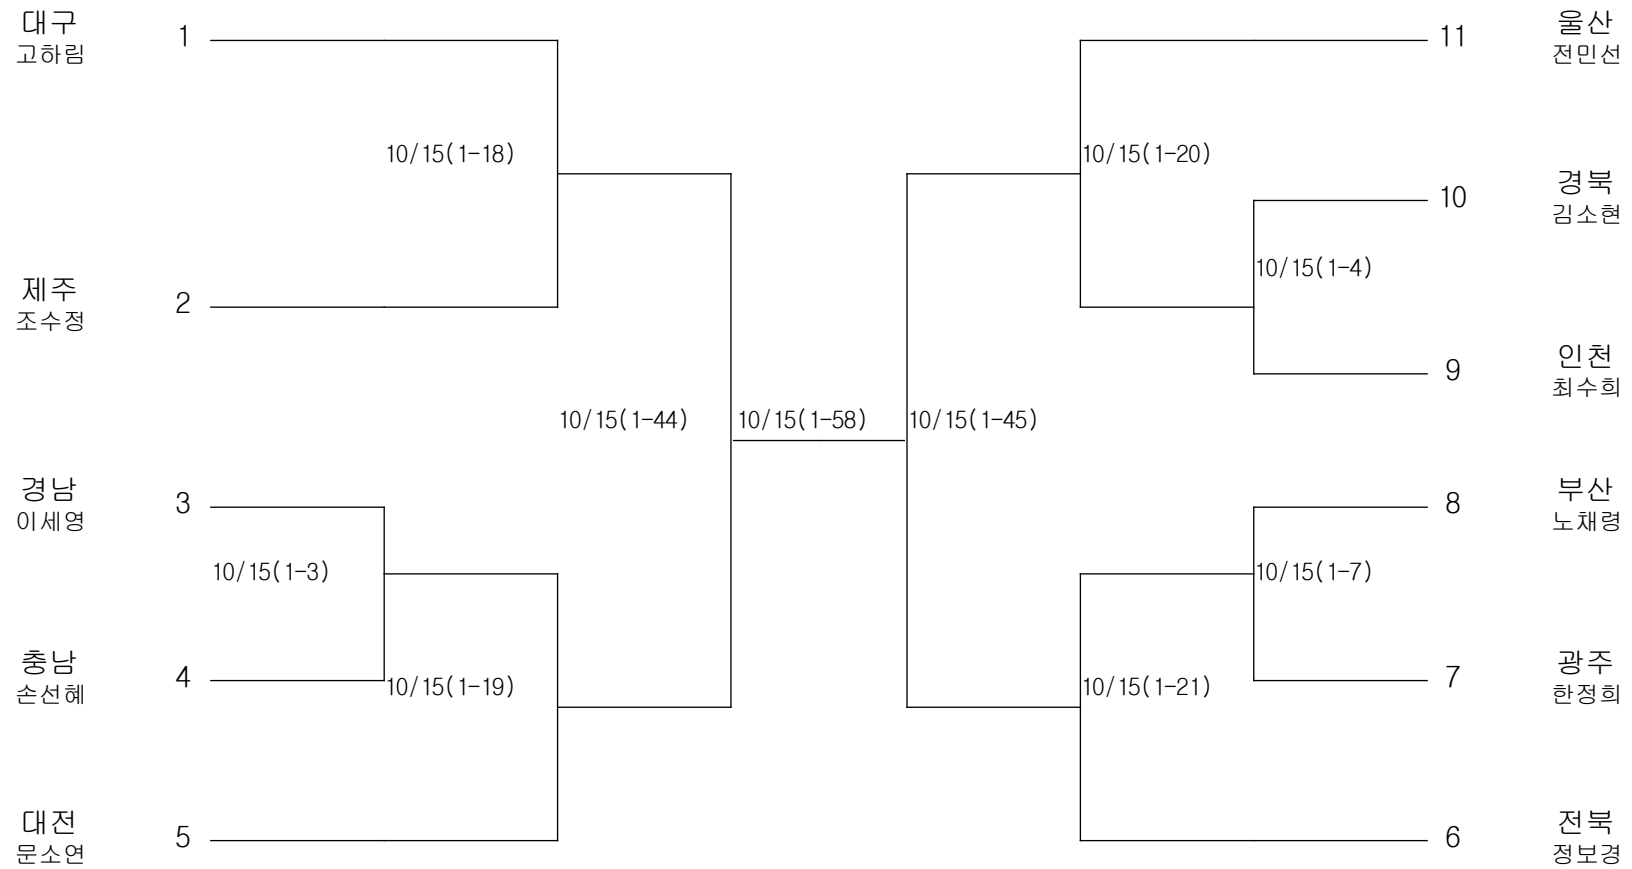 대구
고하림
1
11
울산
전민선
10/15(1-18)
10/15(1-20)
10
경북
김소현
10/15(1-4)
제주
조수정
2
9
인천
최수희
10/15(1-44)
10/15(1-58)
10/15(1-45)
경남
이세영
3
8
부산
노채령
10/15(1-3)
10/15(1-7)
충남
손선혜
4
10/15(1-19)
10/15(1-21)
7
광주
한정희
대전
문소연
5
6
전북
정보경